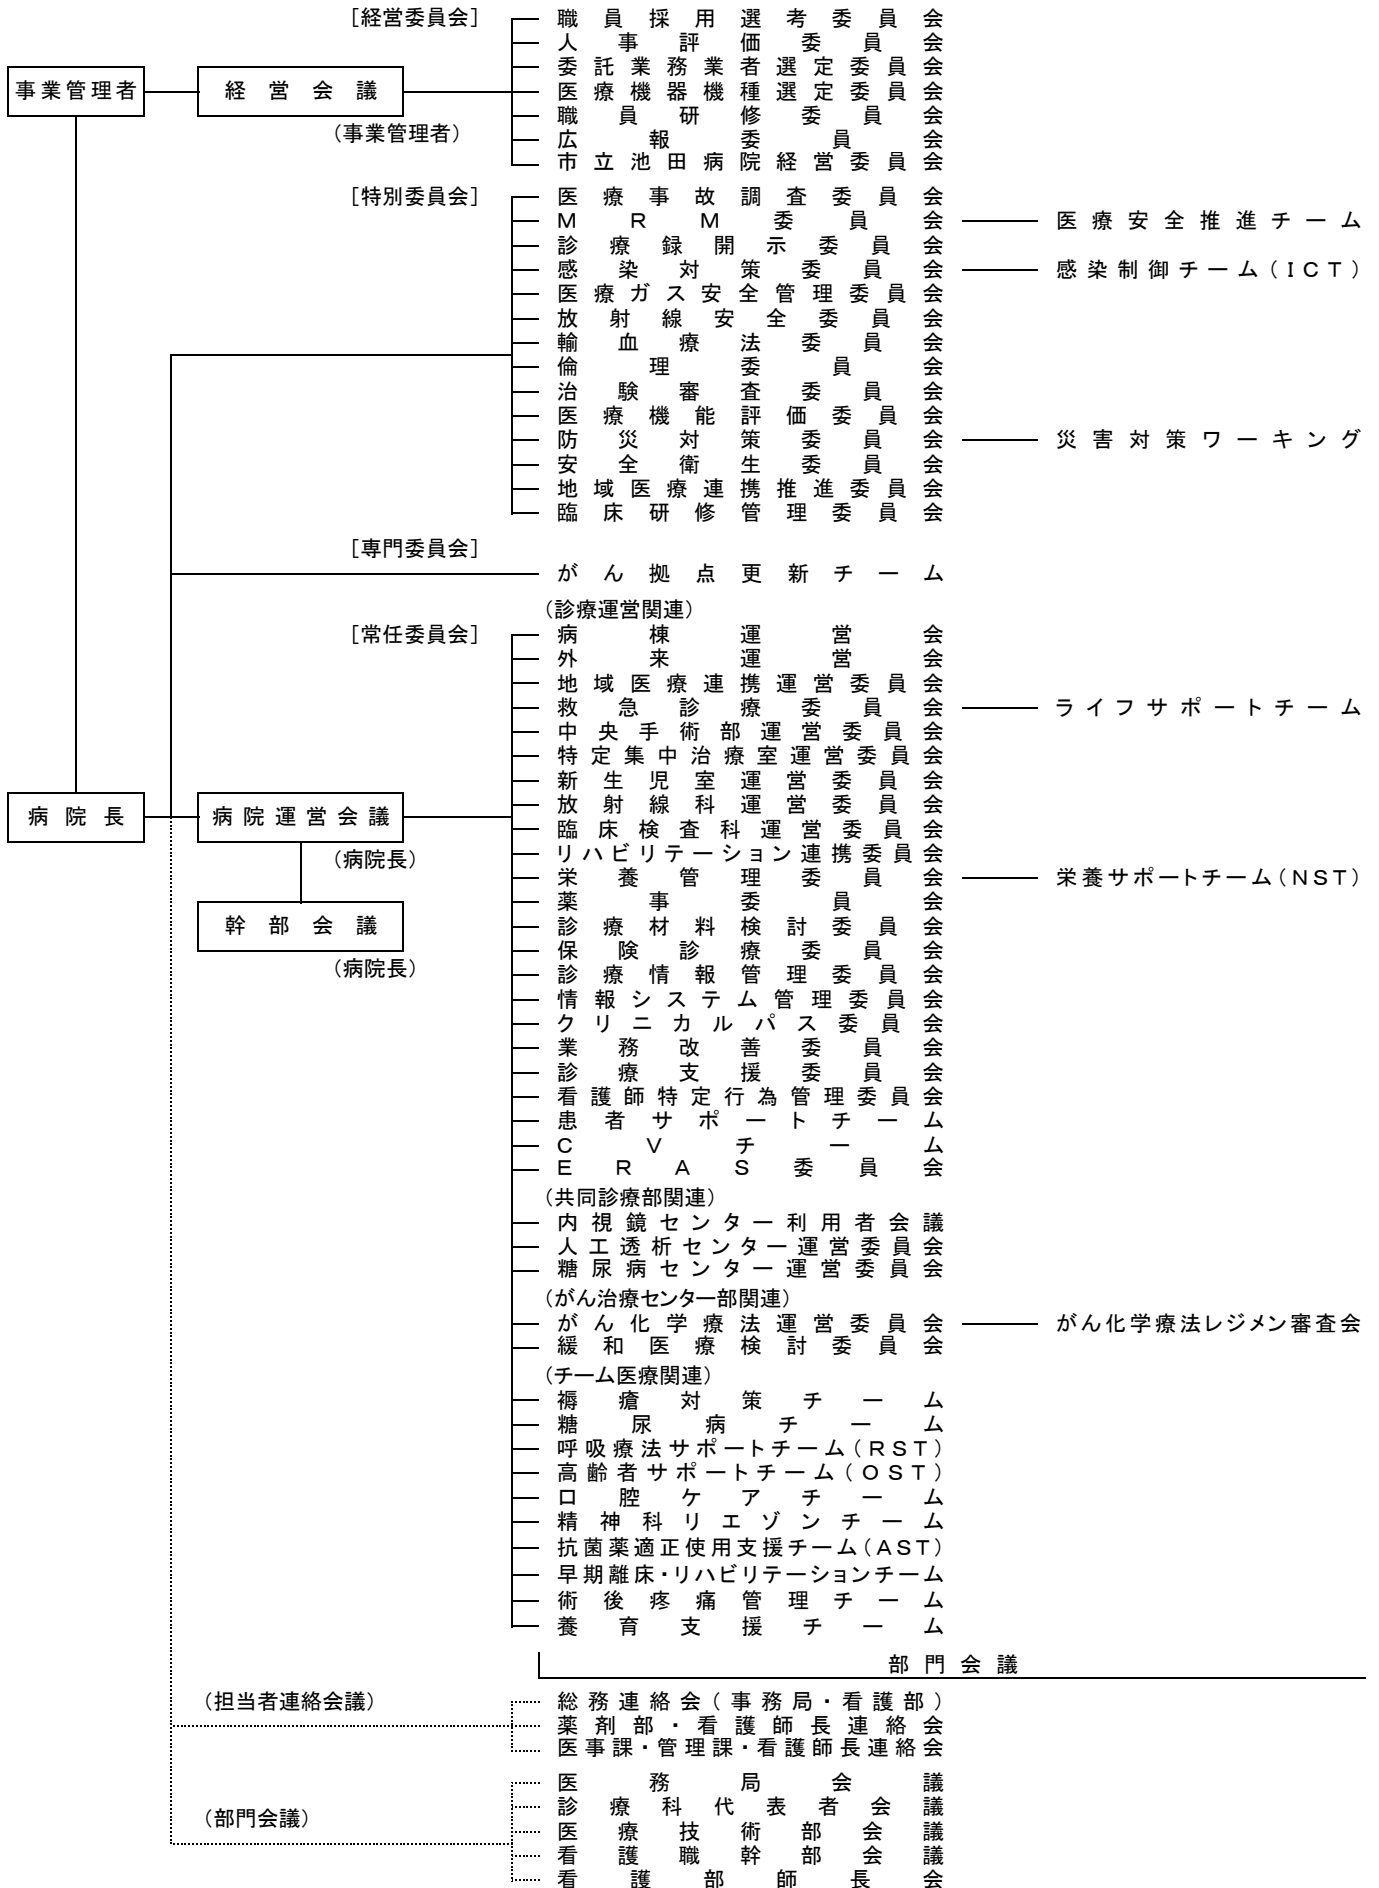 [経営委員会]
職員採用選考委員会
人事評価委員会
委託業務業者選定委員会
事業管理者
経営会議
医療機器機種選定委員会
職員研修委員会
(事業管理者)
広報委員会
市立池田病院経営委員会
[特別委員会]
医療事故調査委員会
MRM委員会
医療安全推進チーム
診療録開示委員会
感染対策委員会
感染制御チーム(ICT)
医療ガス安全管理委員会
放射線安全委員会
輸血療法委員会
倫理委員会
治験審査委員会
医療機能評価委員会
防災対策委員会
災害対策ワーキング
安全衛生委員会
地域医療連携推進委員会
臨床研修管理委員会
[専門委員会]
がん拠点更新チーム
(診療運営関連)
[常任委員会]
病棟運営会
外来運営会
地域医療連携運営委員会
救急診療委員会
ライフサポートチーム
中央手術部運営委員会
特定集中治療室運営委員会
新生児室運営委員会
放射線科運営委員会
病院長
病院運営会議
臨床検査科運営委員会
(病院長)
リハビリテーション連携委員会
栄養管理委員会
栄養サポートチーム(NST)
薬事委員会
幹部会議
診療材料検討委員会
保険診療委員会
(病院長)
診療情報管理委員会
情報システム管理委員会
クリニカルパス委員会
業務改善委員会
診療支援委員会
看護師特定行為管理委員会
患者サポートチーム
CVチーム
ERAS委員会
(共同診療部関連)
内視鏡センター利用者会議
人工透析センター運営委員会
糖尿病センター運営委員会
(がん治療センター部関連)
がん化学療法運営委員会
がん化学療法レジメン審査会
緩和医療検討委員会
(チーム医療関連)
褥瘡対策チーム
糖尿病チーム
呼吸療法サポートチーム(RST)
高齢者サポートチーム(OST)
口腔ケアチーム
精神科リエゾンチーム
抗菌薬適正使用支援チーム(AST)
早期離床・リハビリテーションチーム
術後疼痛管理チーム
養育支援チーム
部門会議
(担当者連絡会議)
総務連絡会(事務局・看護部)
薬剤部・看護師長連絡会
医事課・管理課・看護師長連絡会
医務局会議
診療科代表者会議
(部門会議)
医療技術部会議
看護職幹部会議
看護部師長会